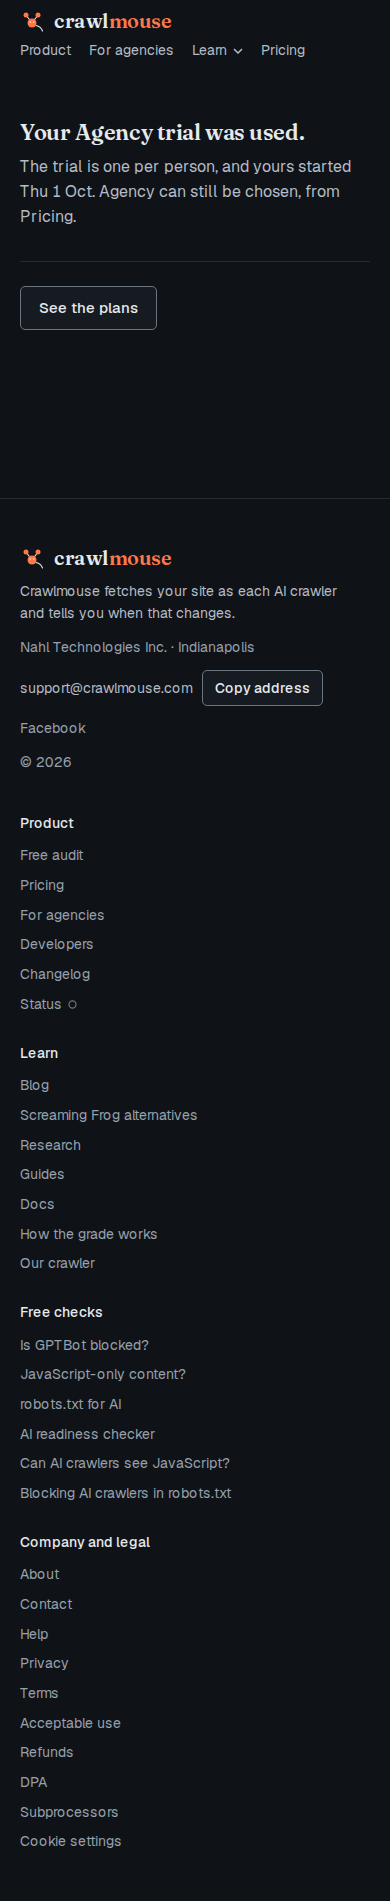 crawlmouse
Product For agencies Learn Pricing
Your Agency trial was used.
The trial is one per person, and yours started
Thu 1 Oct. Agency can still be chosen, from
Pricing.
See the plans
crawlmouse
Crawlmouse fetches your site as each AI crawler
and tells you when that changes.
Nahl Technologies Inc. · Indianapolis
support@crawlmouse.com Copy address
Facebook
© 2026
Product
Free audit
Pricing
For agencies
Developers
Changelog
Status
Learn
Blog
Screaming Frog alternatives
Research
Guides
Docs
How the grade works
Our crawler
Free checks
Is GPTBot blocked?
JavaScript-only content?
robots.txt for AI
AI readiness checker
Can AI crawlers see JavaScript?
Blocking AI crawlers in robots.txt
Company and legal
About
Contact
Help
Privacy
Terms
Acceptable use
Refunds
DPA
Subprocessors
Cookie settings